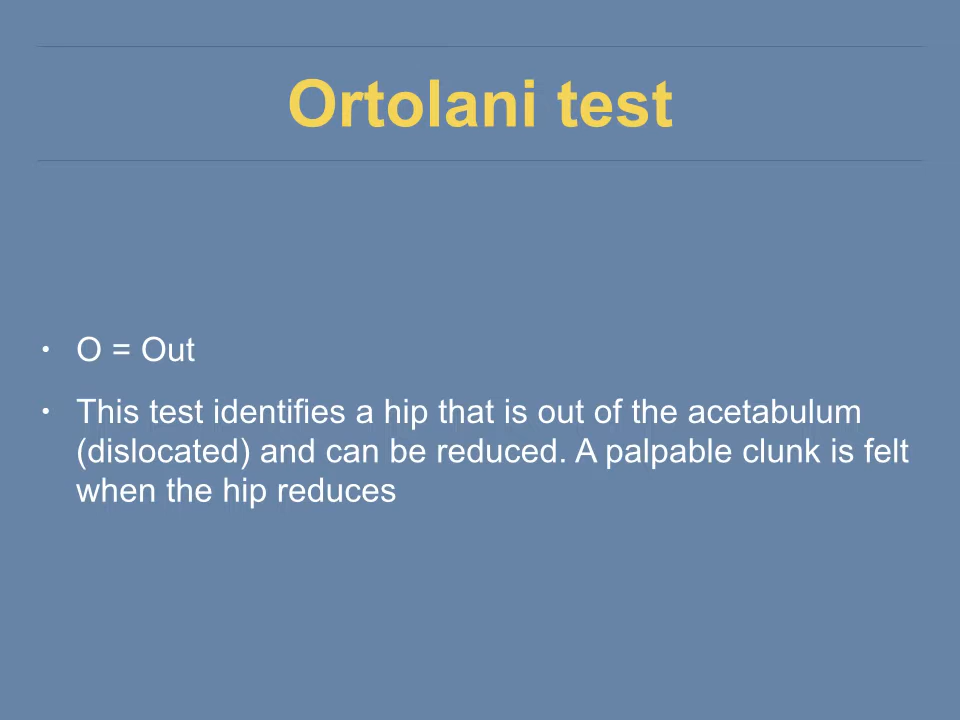 Ortolani test
• O = Out
• This test identifies a hip that is out of the acetabulum
(dislocated) and can be reduced. A palpable clunk is felt
when the hip reduces